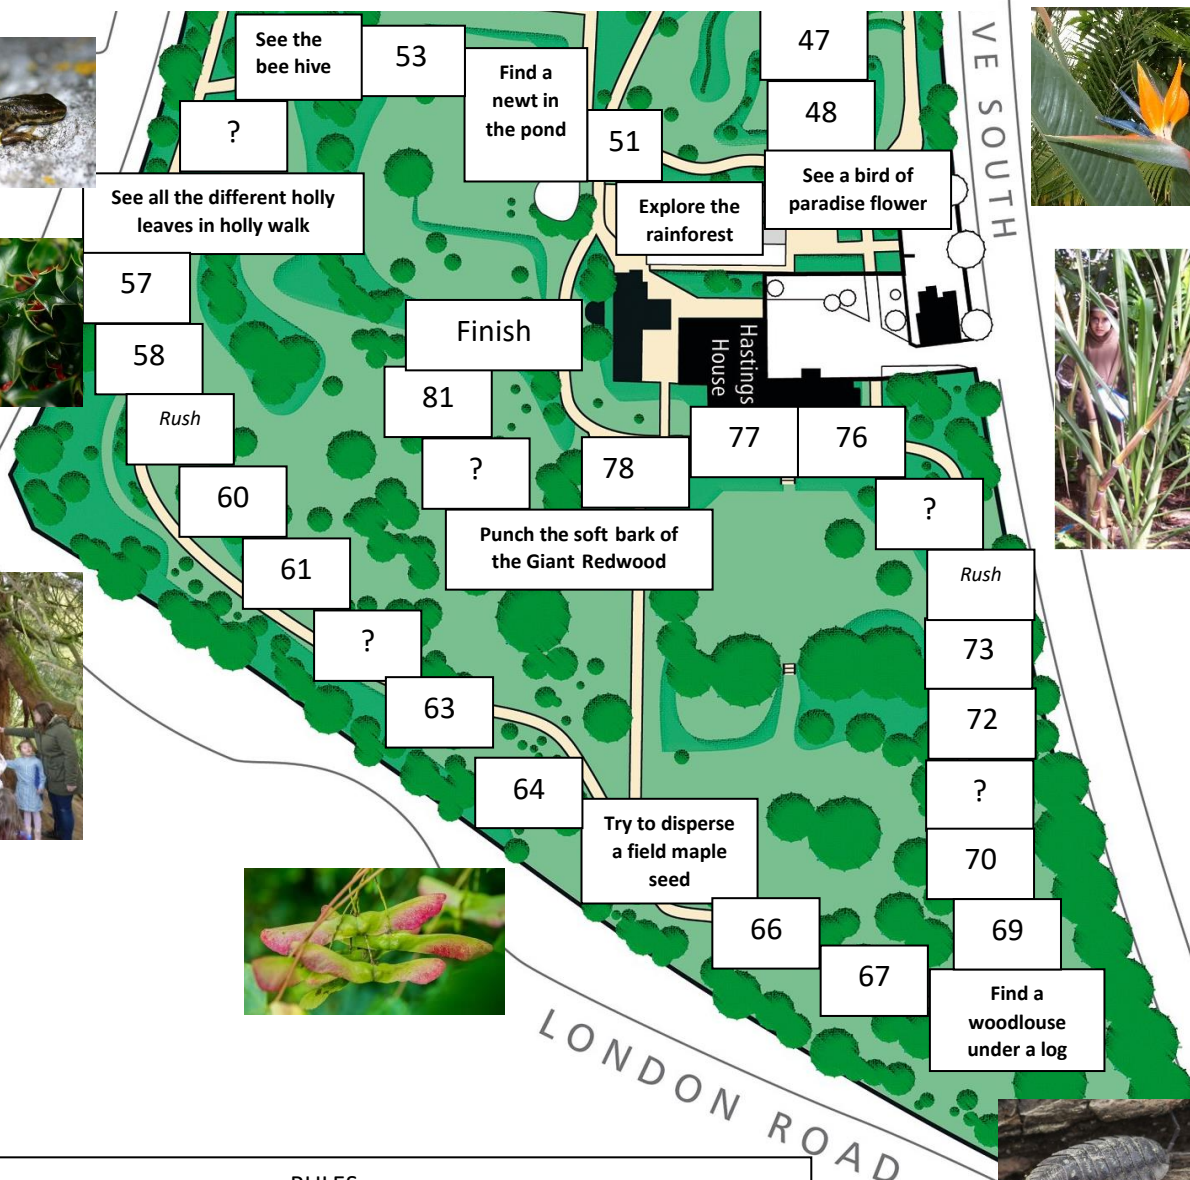 47
48
See a bird of
paradise flower
Explore the
rainforest
51
Find a
newt in
the pond
53
See the
bee hive
?
See all the different holly
leaves in holly walk
57
58
Rush
60
61
?
63
64
Try to disperse
a field maple
seed
66
67
Find a
woodlouse
under a log
69
70
?
72
73
Rush
?
76
77
78
Punch the soft bark of
the Giant Redwood
?
81
Finish
Hastings
House
VE SOUTH
LONDON ROAD
RULES